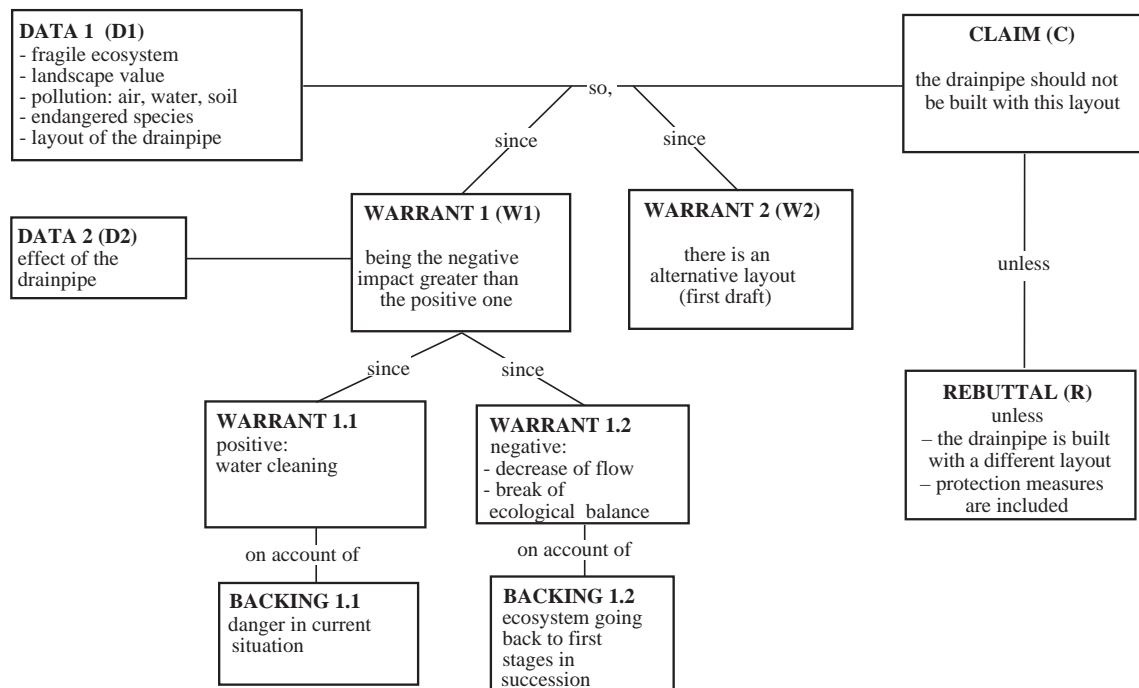 DATA 1 (D1)
- fragile ecosystem
- landscape value
- pollution: air, water, soil
- endangered species
- layout of the drainpipe
so,
CLAIM (C)
the drainpipe should not
be built with this layout
since
since
DATA 2 (D2)
effect of the
drainpipe
WARRANT 1 (W1)
being the negative
impact greater than
the positive one
WARRANT 2 (W2)
there is an
alternative layout
(first draft)
unless
since
since
WARRANT 1.1
positive:
water cleaning
WARRANT 1.2
negative:
- decrease of flow
- break of
ecological balance
REBUTTAL (R)
unless
– the drainpipe is built
with a different layout
– protection measures
are included
on account of
on account of
BACKING 1.1
danger in current
situation
BACKING 1.2
ecosystem going
back to first
stages in
succession